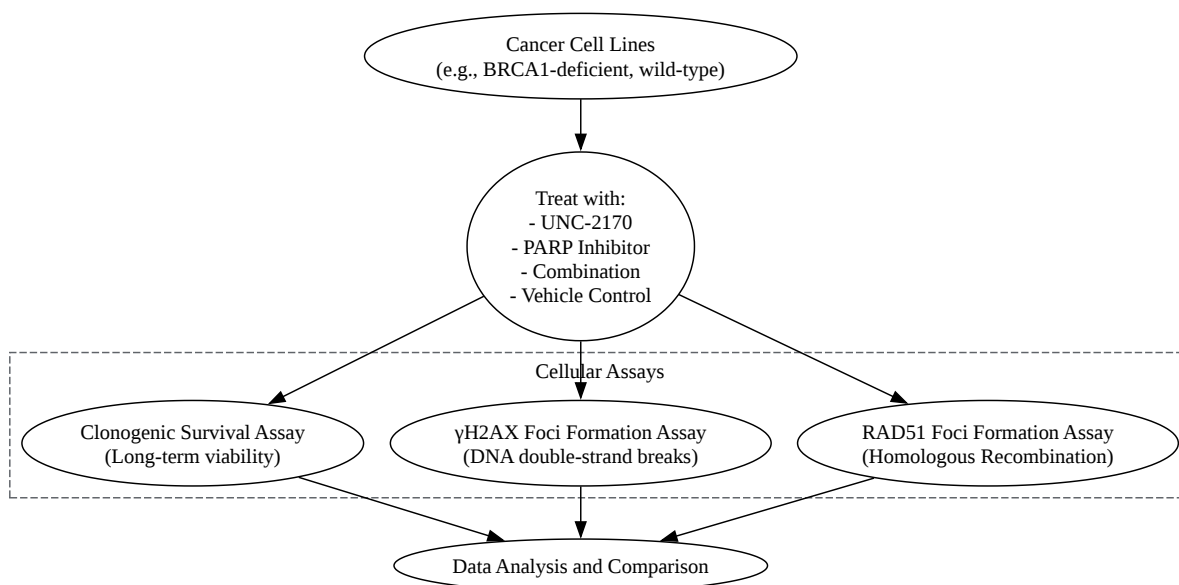 Cancer Cell Lines
(e.g., BRCA1-deficient, wild-type)
Treat with:
- UNC-2170
- PARP Inhibitor
- Combination
- Vehicle Control
Cellular Assays
Clonogenic Survival Assay
(Long-term viability)
γH2AX Foci Formation Assay
(DNA double-strand breaks)
RAD51 Foci Formation Assay
(Homologous Recombination)
Data Analysis and Comparison